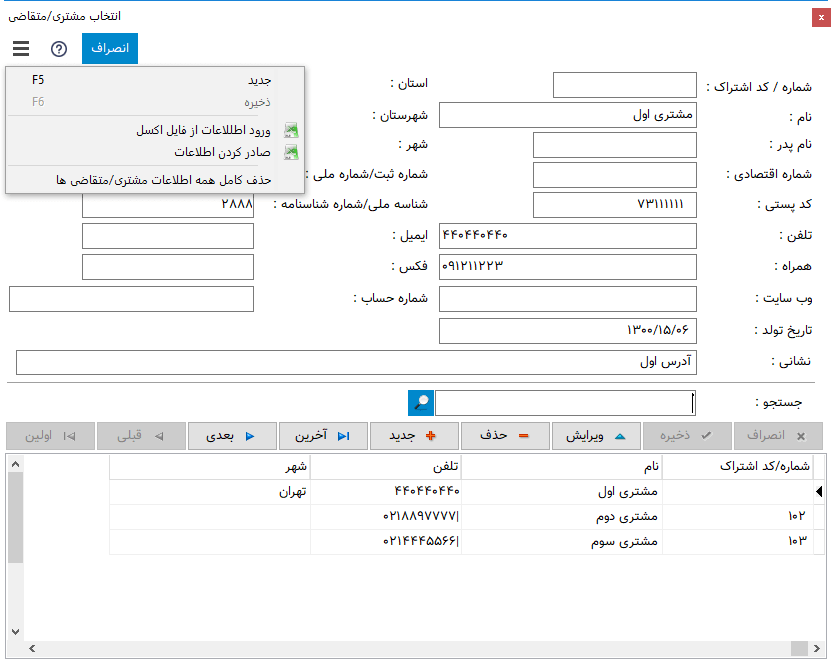 انتخاب مشتری/متقاضی
x
انصراف
?
جدید F5
ذخیره F6
ورود اطلالاعات از فایل اکسل
صادر کردن اطلاعات
حذف کامل همه اطلاعات مشتری/متقاضی ها
شماره / کد اشتراک : استان :
نام : مشتری اول شهرستان :
نام پدر : شهر :
شماره اقتصادی : شماره ثبت/شماره ملی :
کد پستی : ۷۳۱۱۱۱۱۱ شناسه ملی/شماره شناسنامه : ۲۸۸۸
تلفن : ۴۴۰۴۴۰۴۴۰ ایمیل :
همراه : ۰۹۱۲۱۱۲۲۳ فکس :
وب سایت : شماره حساب :
تاریخ تولد : ۱۳۰۰/۱۵/۰۶
نشانی : آدرس اول
جستجو :
انصراف ذخیره ویرایش حذف جدید آخرین بعدی قبلی اولین
شماره/کد اشتراک نام تلفن شهر
مشتری اول ۴۴۰۴۴۰۴۴۰ تهران
۱۰۲ مشتری دوم ۰۲۱۸۸۹۷۷۷۷|
۱۰۳ مشتری سوم ۰۲۱۴۴۴۵۵۶۶|